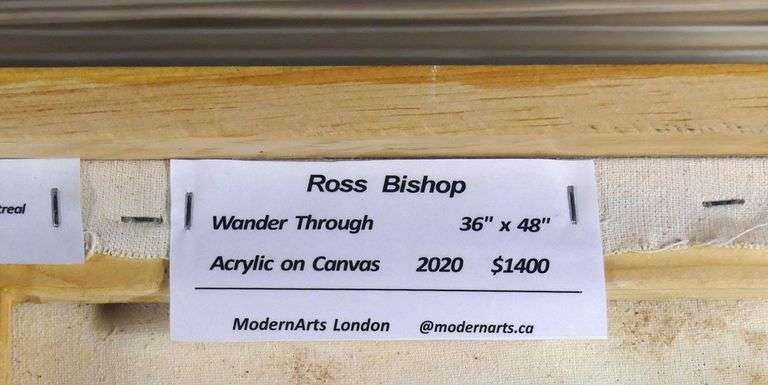 Ross Bishop
Wander Through 36" x 48"
Acrylic on Canvas 2020 $1400
ModernArts London @modernarts.ca